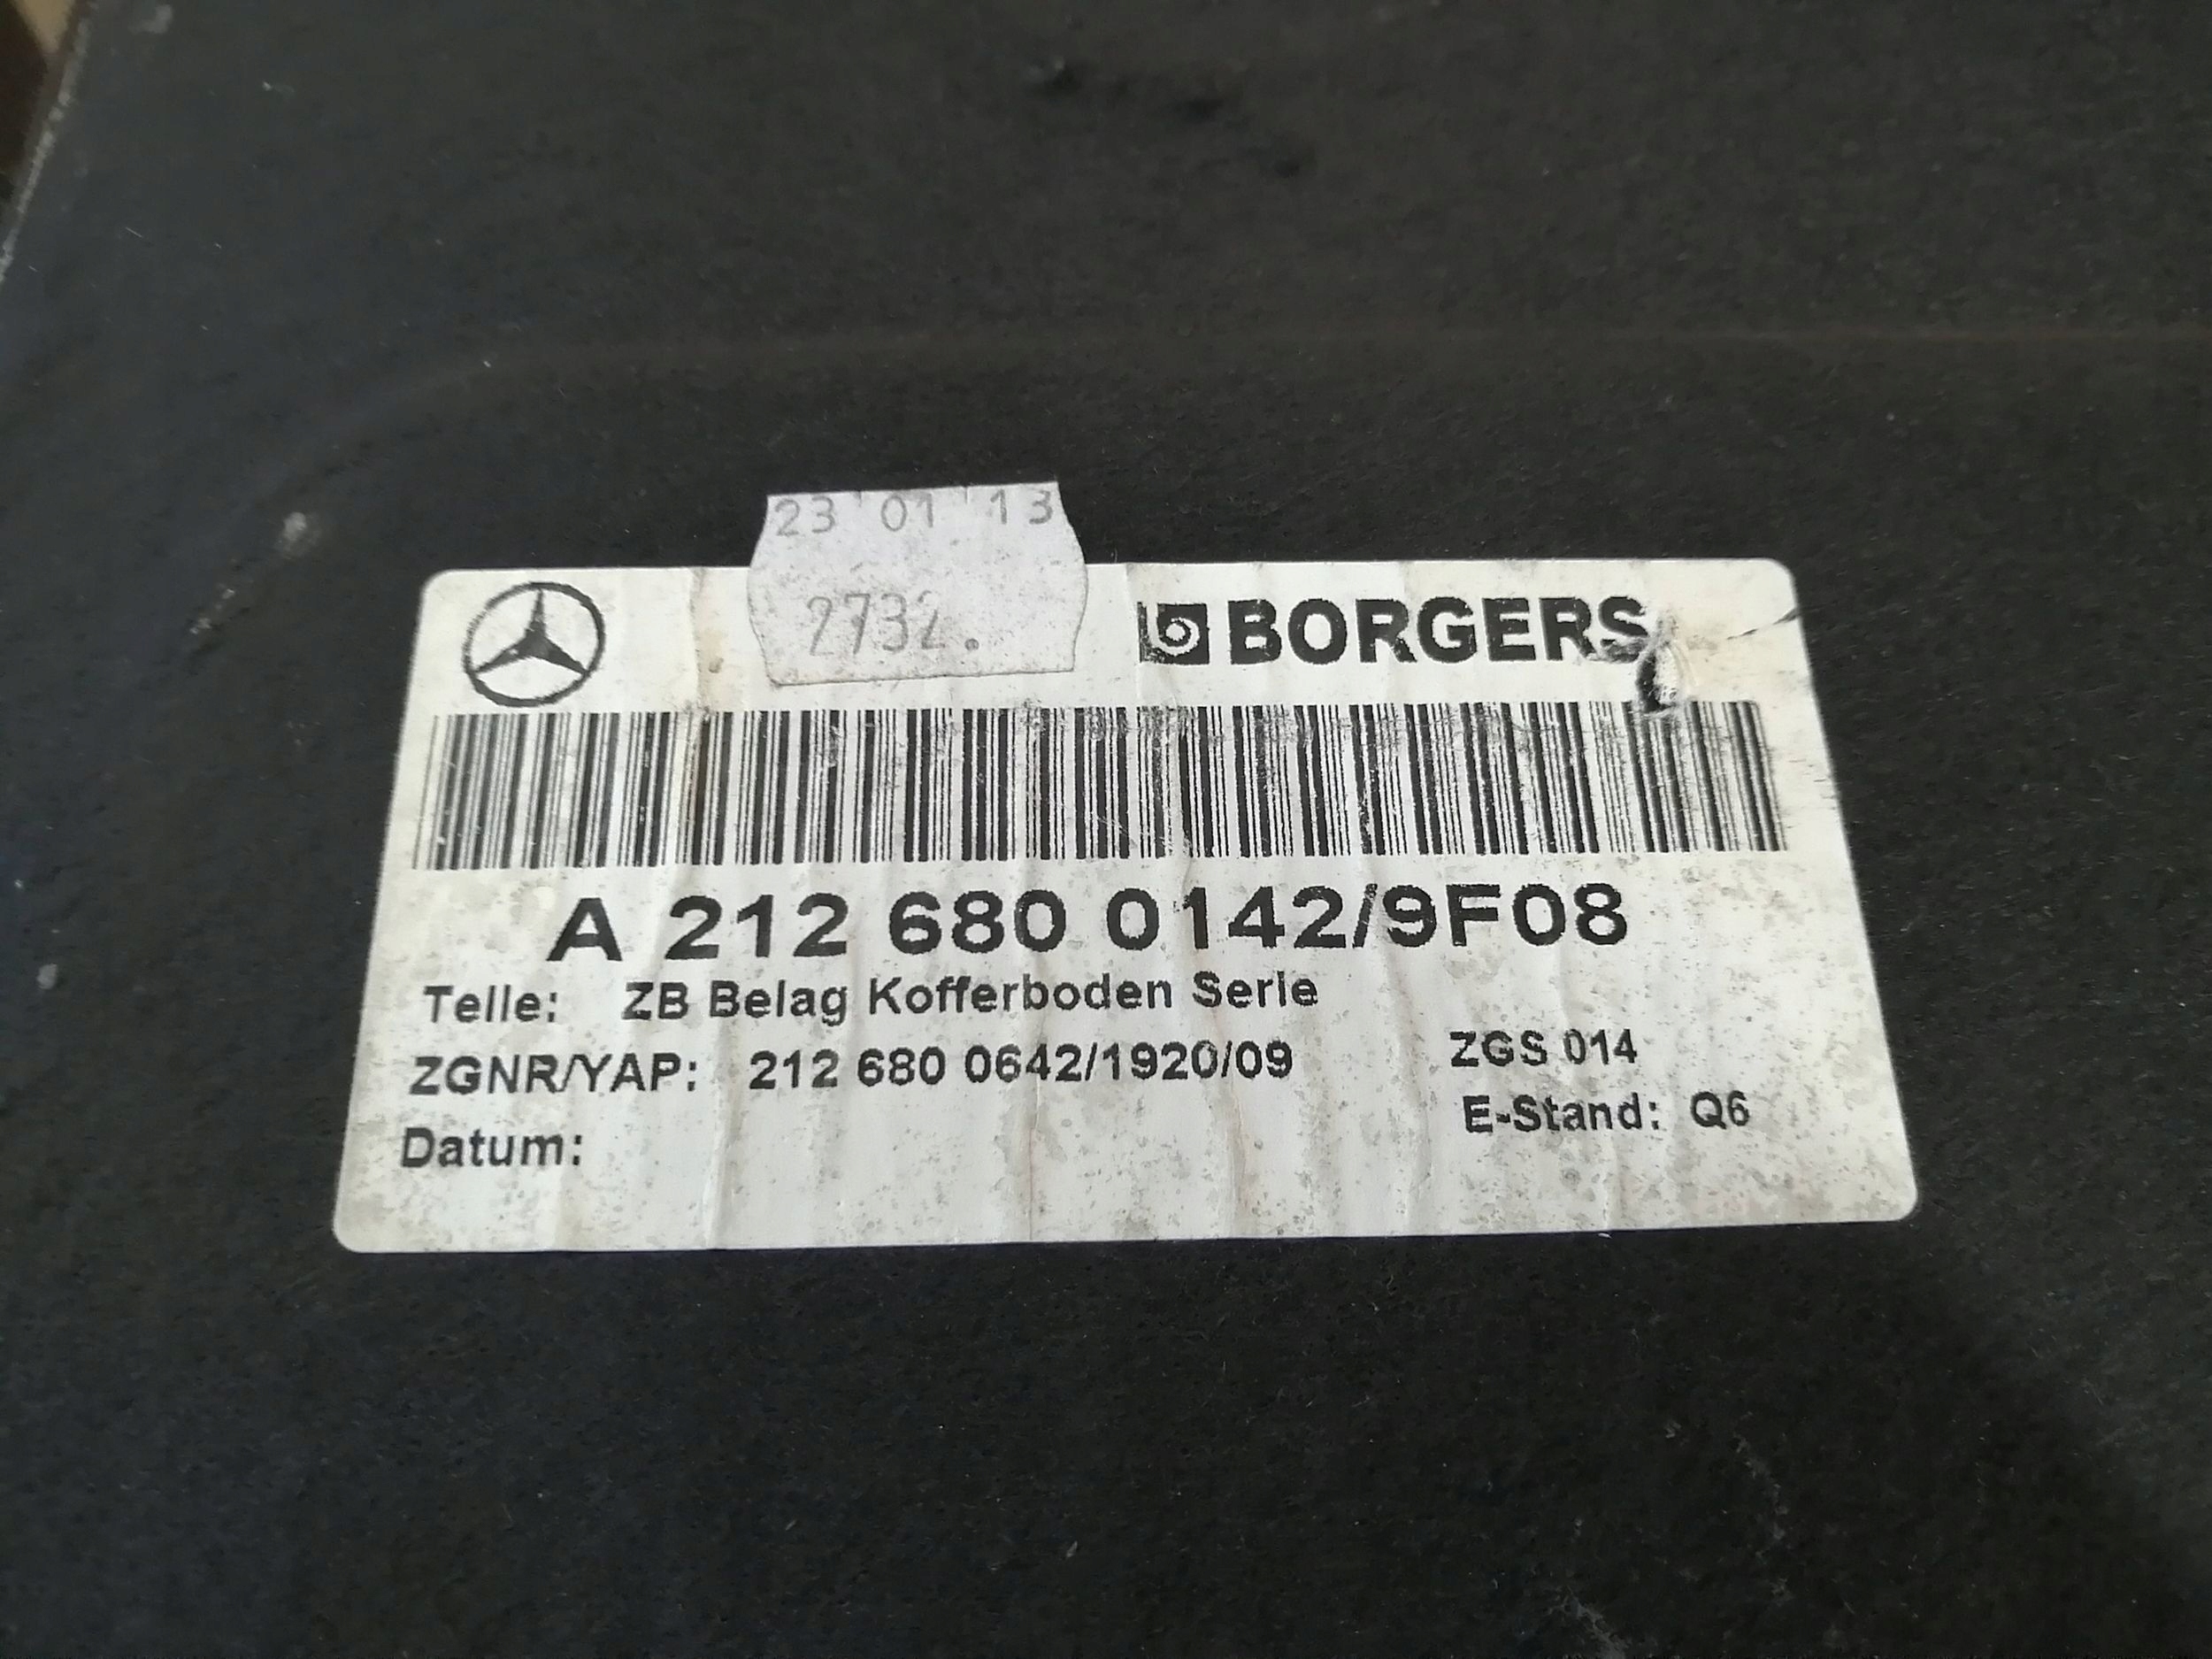 23 01 13
2732.
BORGERS
A 212 680 0142/9F08
Teile: ZB Belag Kofferboden Serie
ZGNR/YAP: 212 680 0642/1920/09
ZGS 014
E-Stand: Q6
Datum: